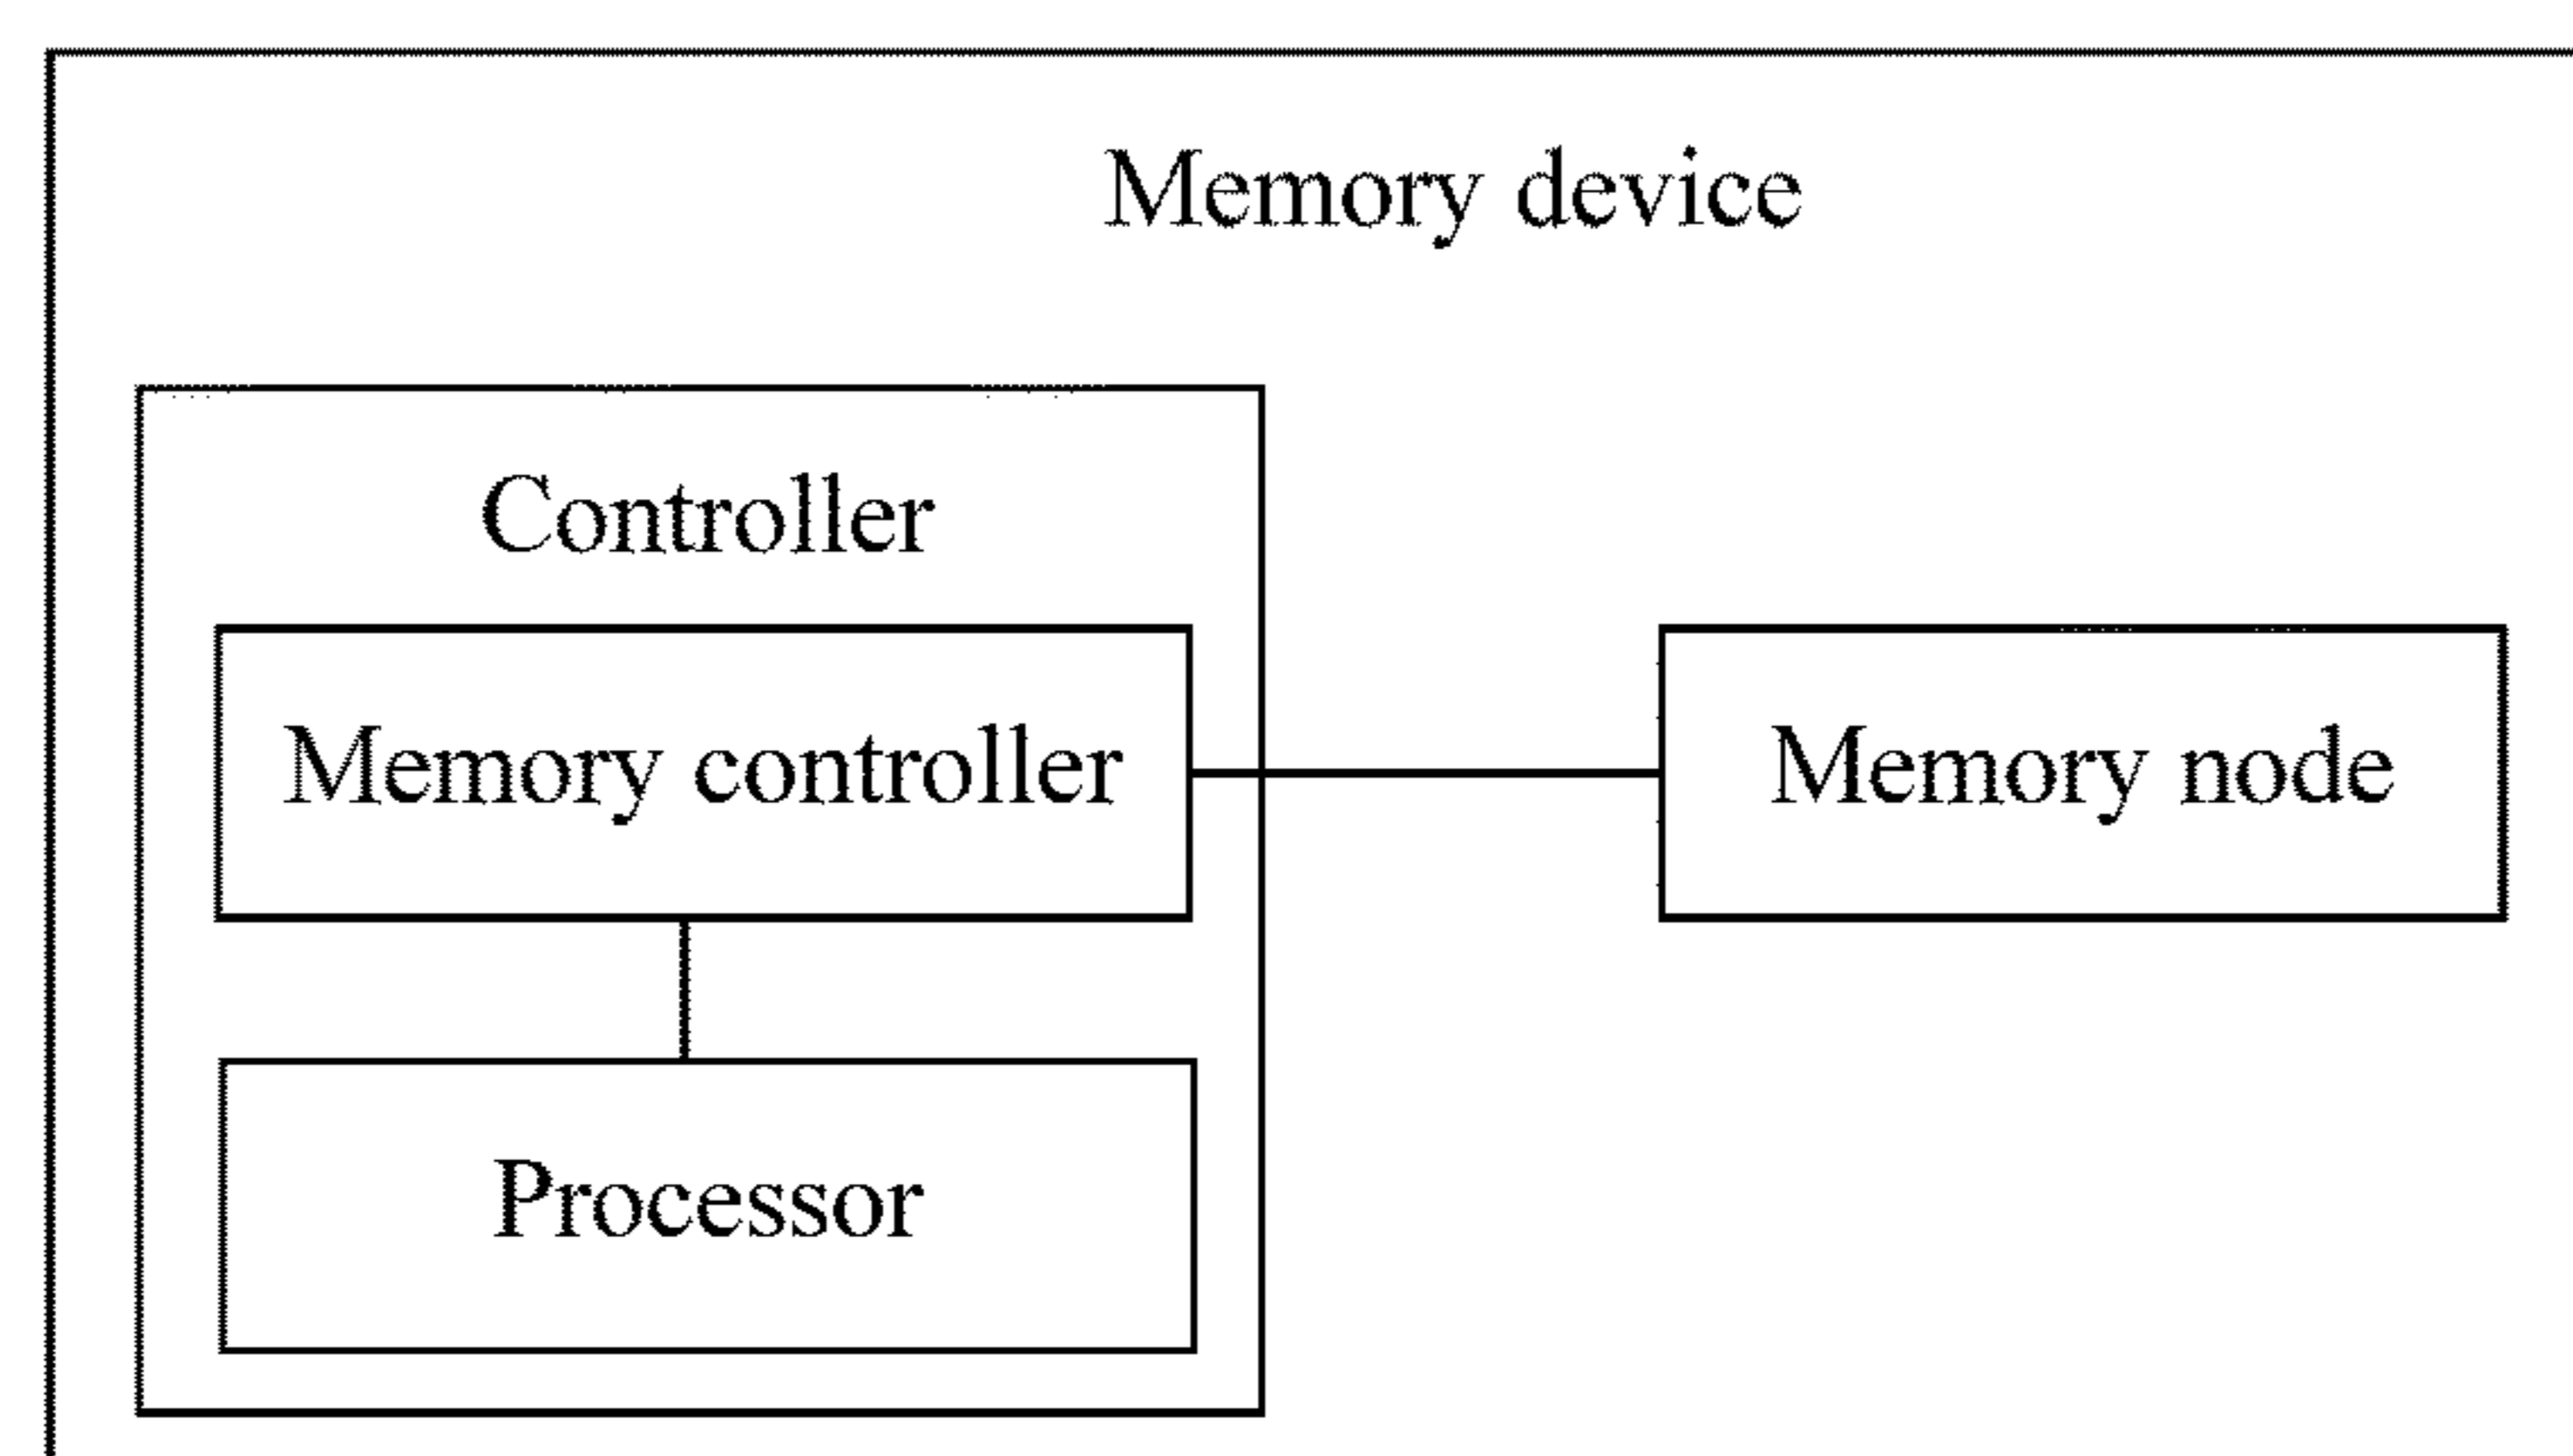 Memory device
Controller
Memory controller
Memory node
Processor